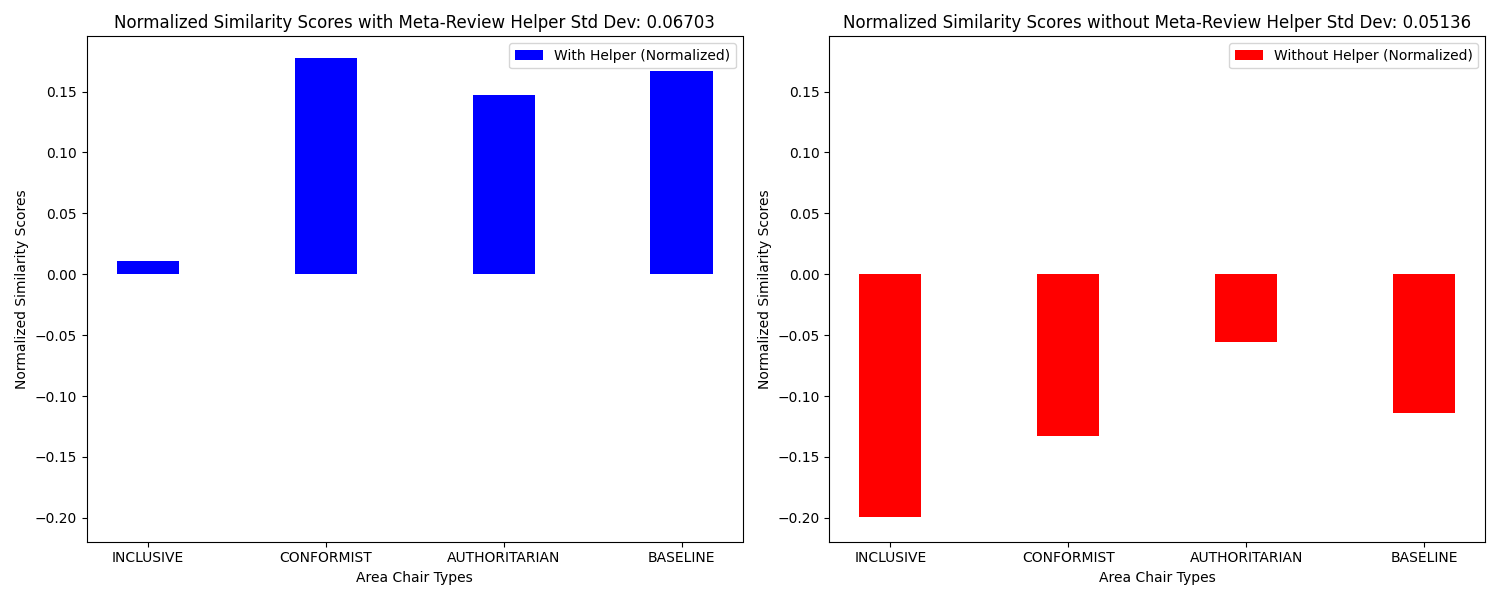 Normalized Similarity Scores with Meta-Review Helper Std Dev: 0.06703
With Helper (Normalized)
0.15
0.10
0.05
0.00
−0.05
−0.10
−0.15
−0.20
Normalized Similarity Scores
INCLUSIVE CONFORMIST AUTHORITARIAN BASELINE
Area Chair Types
Normalized Similarity Scores without Meta-Review Helper Std Dev: 0.05136
Without Helper (Normalized)
0.15
0.10
0.05
0.00
−0.05
−0.10
−0.15
−0.20
Normalized Similarity Scores
INCLUSIVE CONFORMIST AUTHORITARIAN BASELINE
Area Chair Types